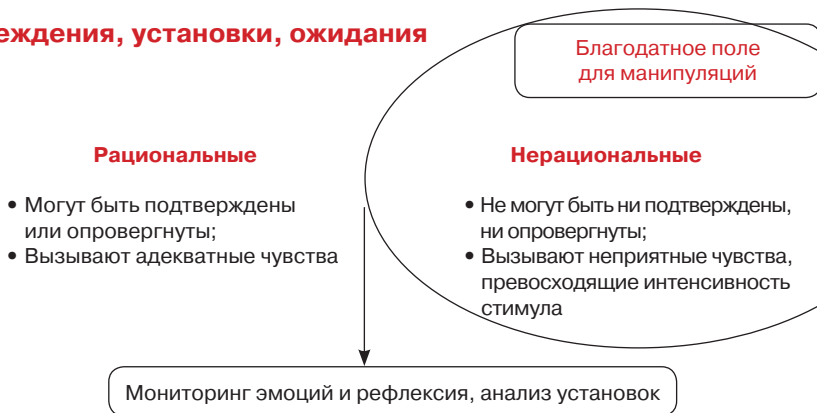 еждения, установки, ожидания
Благодатное поле
для манипуляций
Рациональные
• Могут быть подтверждены
или опровергнуты;
• Вызывают адекватные чувства
Нерациональные
• Не могут быть ни подтверждены,
ни опровергнуты;
• Вызывают неприятные чувства,
превосходящие интенсивность
стимула
Мониторинг эмоций и рефлексия, анализ установок